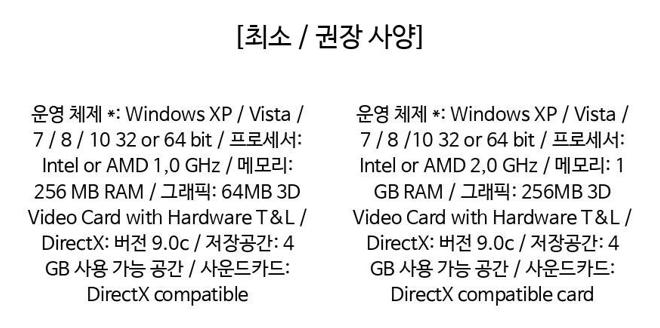 [최소 / 권장 사양]
운영 체제 *: Windows XP / Vista /
7 / 8 / 10 32 or 64 bit / 프로세서:
Intel or AMD 1,0 GHz / 메모리:
256 MB RAM / 그래픽: 64MB 3D
Video Card with Hardware T&L /
DirectX: 버전 9.0c / 저장공간: 4
GB 사용 가능 공간 / 사운드카드:
DirectX compatible
운영 체제 *: Windows XP / Vista /
7 / 8 /10 32 or 64 bit / 프로세서:
Intel or AMD 2,0 GHz / 메모리: 1
GB RAM / 그래픽: 256MB 3D
Video Card with Hardware T&L /
DirectX: 버전 9.0c / 저장공간: 4
GB 사용 가능 공간 / 사운드카드:
DirectX compatible card